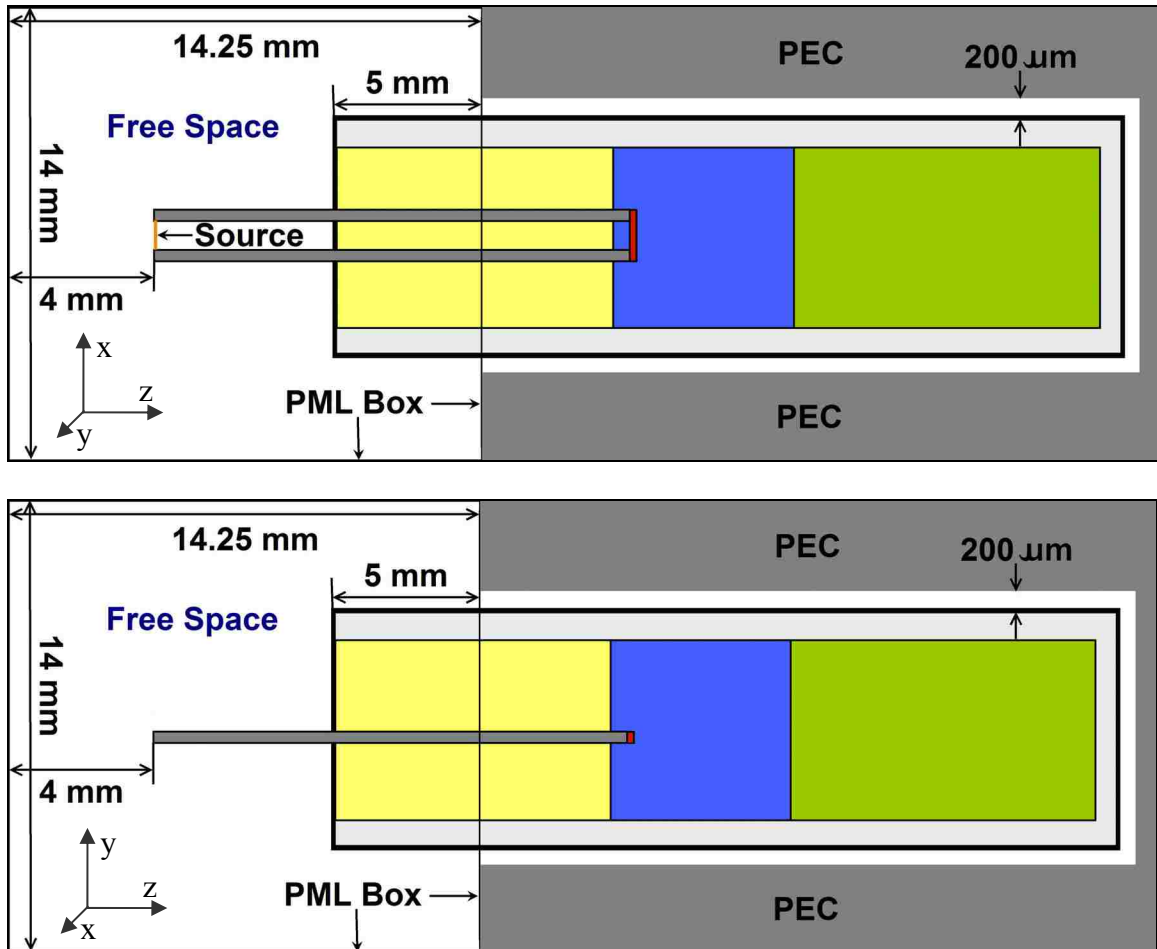 14.25 mm
PEC
200 µm
5 mm
Free Space
14 mm
Source
4 mm
x
z
y
PML Box
PEC
14.25 mm
PEC
200 µm
5 mm
Free Space
14 mm
4 mm
y
z
x
PML Box
PEC